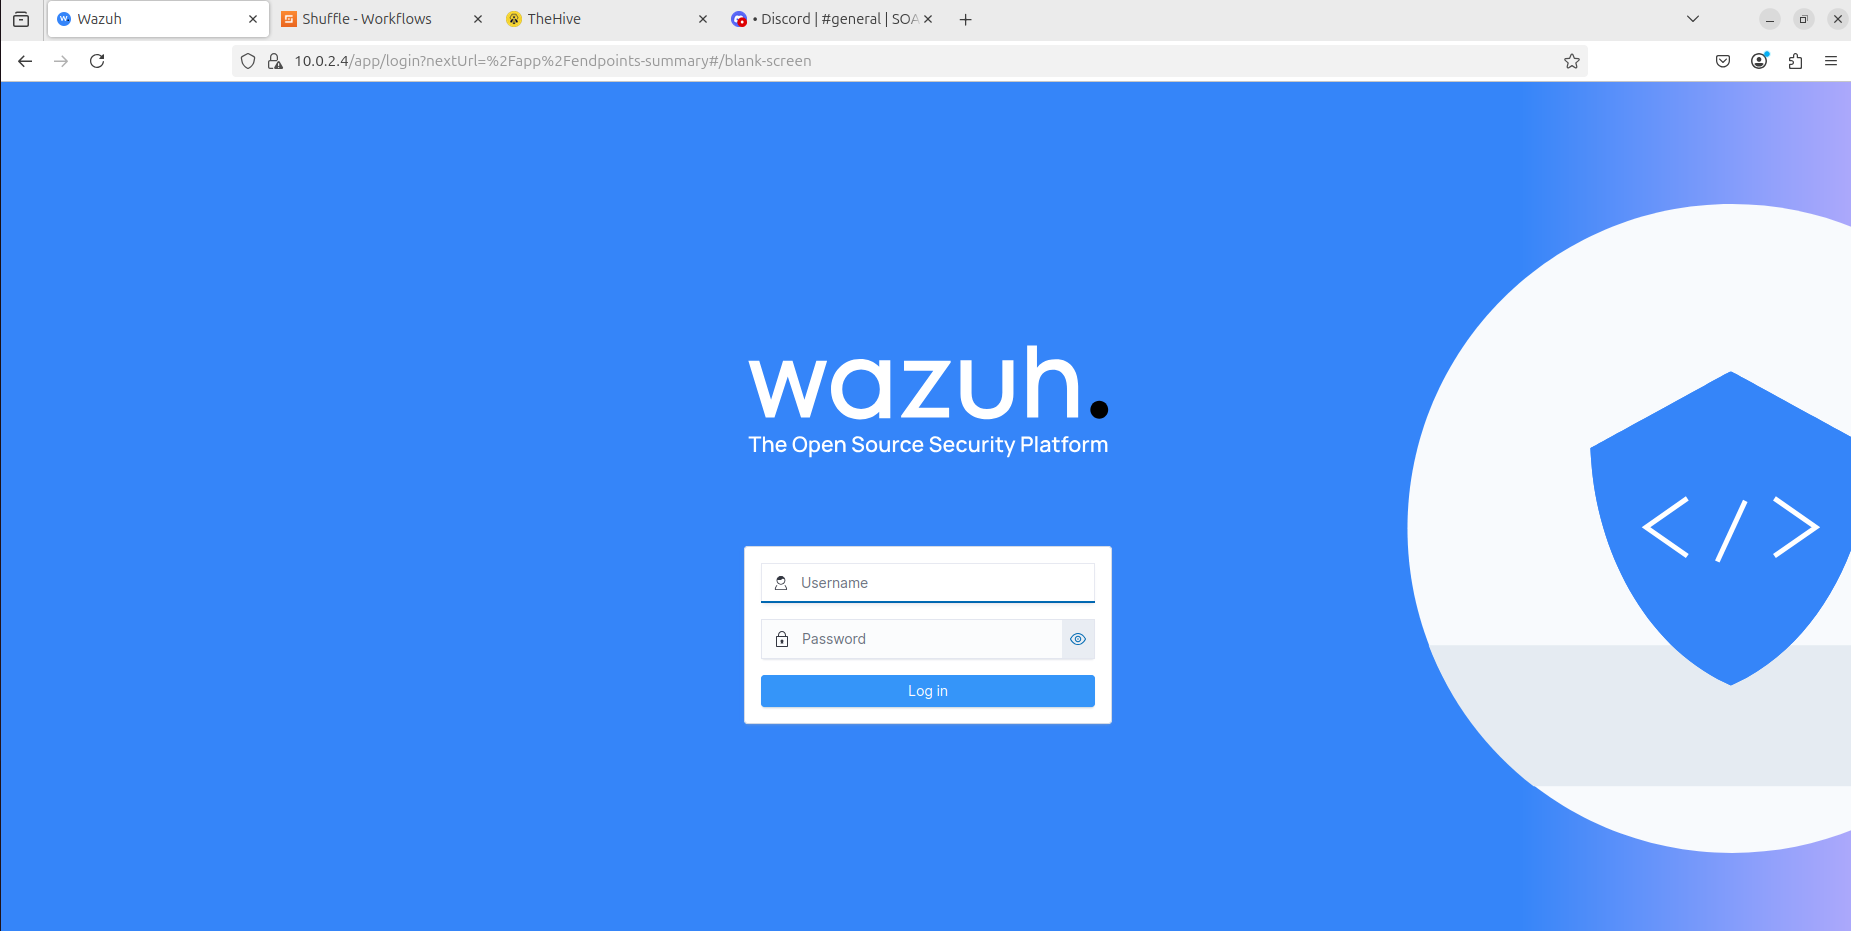 Wazuh
Shuffle - Workflows
TheHive
• Discord | #general | SOA
10.0.2.4/app/login?nextUrl=%2Fapp%2Fendpoints-summary#/blank-screen
wazuh.
The Open Source Security Platform
</>
Username
Password
Log in